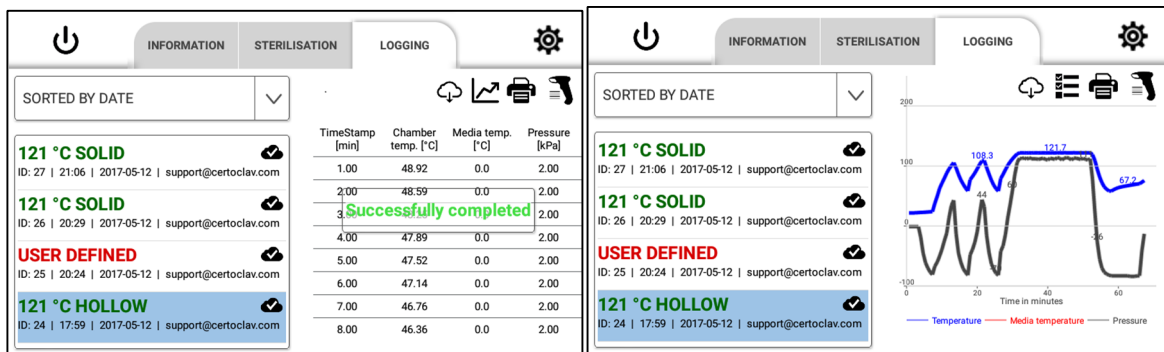 INFORMATION STERILISATION LOGGING
SORTED BY DATE
121 °C SOLID
ID: 27 | 21:06 | 2017-05-12 | support@certoclav.com
121 °C SOLID
ID: 26 | 20:29 | 2017-05-12 | support@certoclav.com
USER DEFINED
ID: 25 | 20:24 | 2017-05-12 | support@certoclav.com
121 °C HOLLOW
ID: 24 | 17:59 | 2017-05-12 | support@certoclav.com
TimeStamp Chamber Media temp. Pressure
[min] temp. [°C] [°C] [kPa]
1.00 48.92 0.0 2.00
2.00 48.59 0.0 2.00
2.00
Successfully completed
4.00 47.89 0.0 2.00
5.00 47.52 0.0 2.00
6.00 47.14 0.0 2.00
7.00 46.76 0.0 2.00
8.00 46.36 0.0 2.00
INFORMATION STERILISATION LOGGING
SORTED BY DATE
121 °C SOLID
ID: 27 | 21:06 | 2017-05-12 | support@certoclav.com
121 °C SOLID
ID: 26 | 20:29 | 2017-05-12 | support@certoclav.com
USER DEFINED
ID: 25 | 20:24 | 2017-05-12 | support@certoclav.com
121 °C HOLLOW
ID: 24 | 17:59 | 2017-05-12 | support@certoclav.com
200
121.7
108.3
100
67.2
60
44
0
-100
0 20 40 60
Time in minutes
Temperature Media temperature Pressure